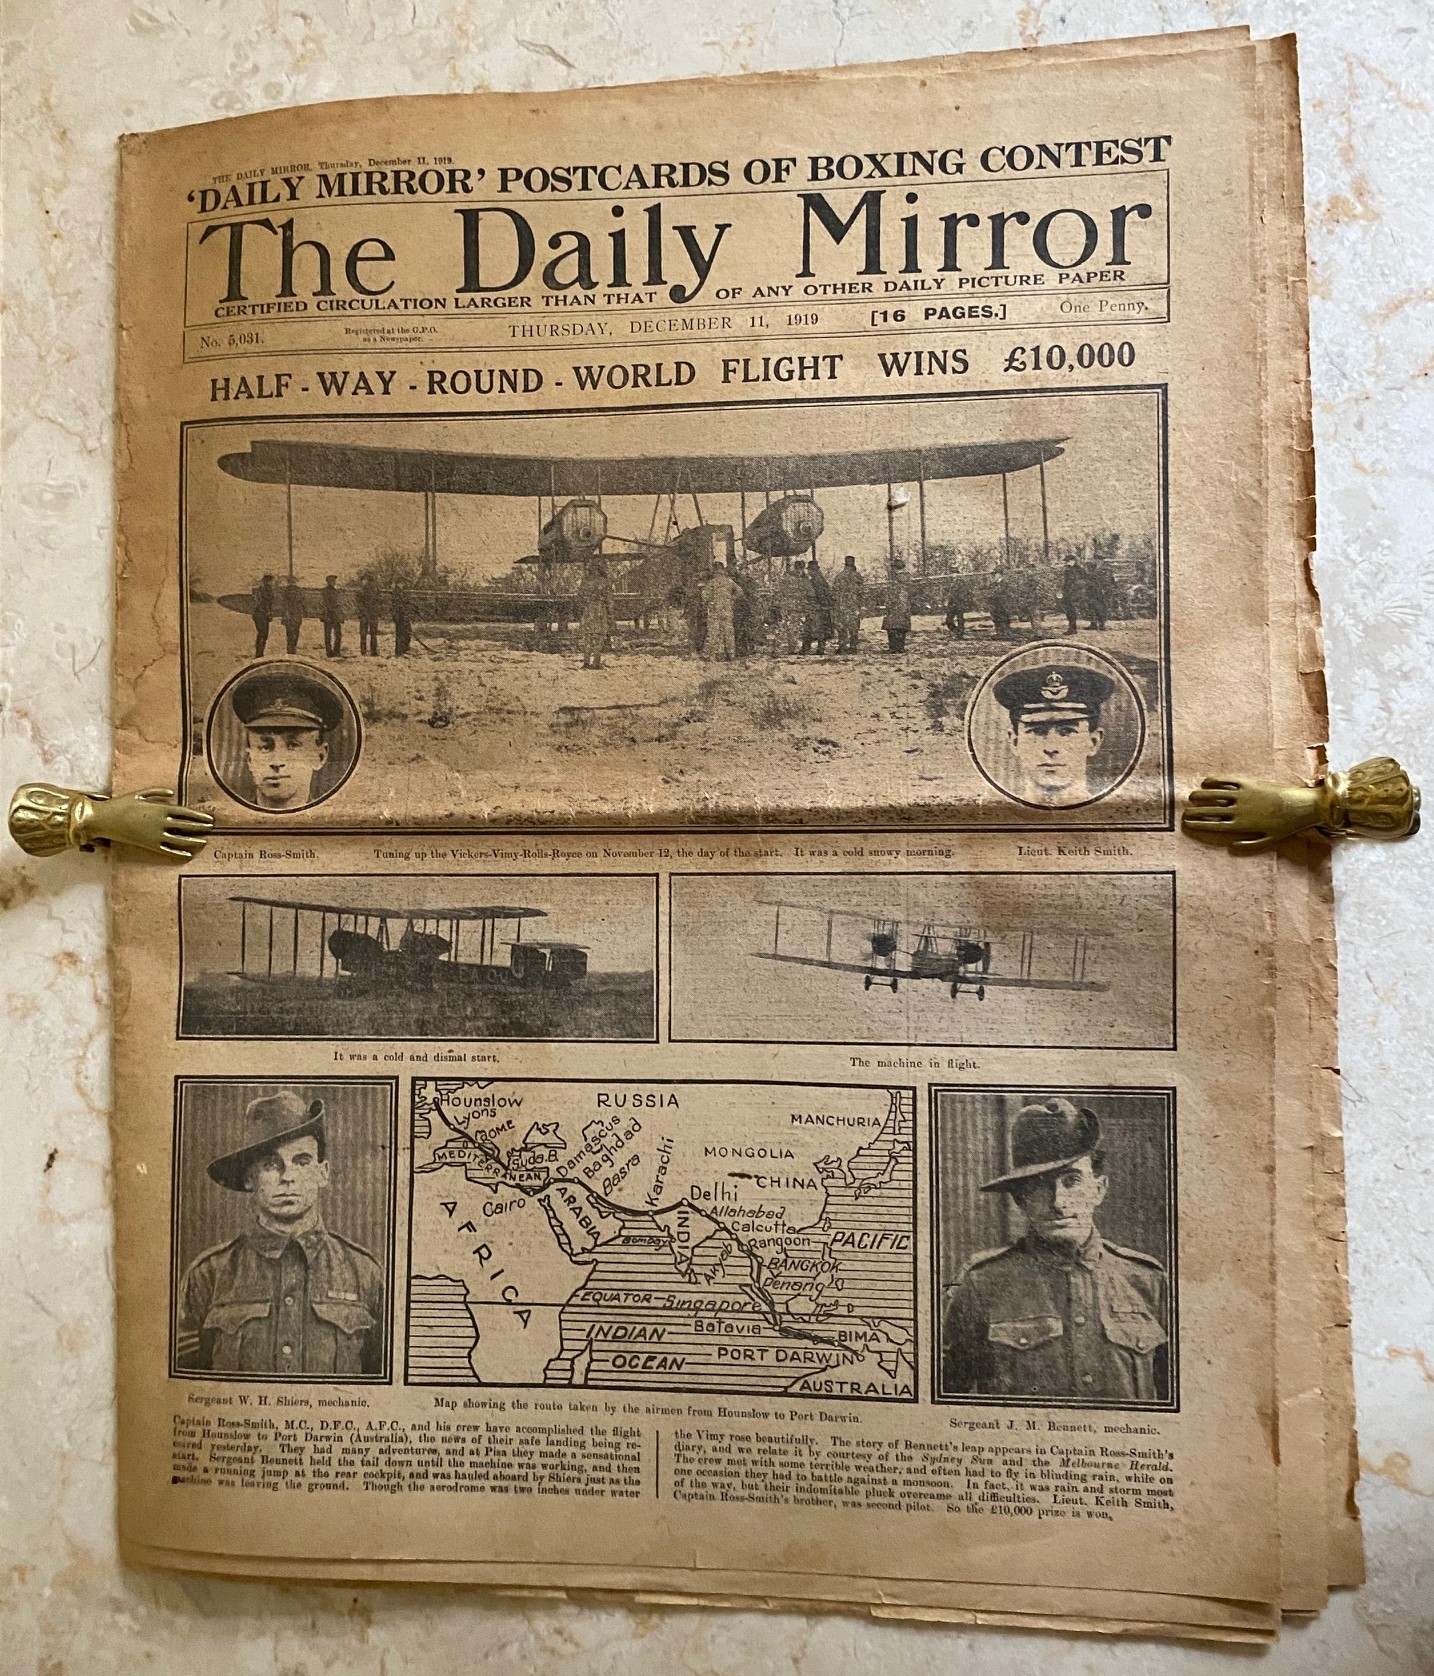 THE DAILY MIRROR, Thursday, December 11, 1919.
'DAILY MIRROR' POSTCARDS OF BOXING CONTEST
The Daily Mirror
CERTIFIED CIRCULATION LARGER THAN THAT OF ANY OTHER DAILY PICTURE PAPER
No. 5,031.
Registered at the G.P.O.
as a Newspaper.
THURSDAY, DECEMBER 11, 1919
[16 PAGES.]
One Penny.
HALF-WAY-ROUND-WORLD FLIGHT WINS £10,000
Captain Ross-Smith.
Tuning up the Vickers-Vimy-Rolls-Royce on November 12, the day of the start. It was a cold snowy morning.
Lieut. Keith Smith.
It was a cold and dismal start.
The machine in flight.
Hounslow
Lyons
ROME
MEDITERRANEAN
Suda.B.
Cairo
Damascus
Baghdad
Basra
ARABIA
AFRICA
RUSSIA
MANCHURIA
MONGOLIA
CHINA
Karachi
Delhi
Allahabad
Calcutta
Bombay
INDIA
Akyab
Rangoon
PACIFIC
BANGKOK
Penang
EQUATOR
Singapore
INDIAN
OCEAN
Batavia
BIMA
PORT DARWIN
AUSTRALIA
Sergeant W. H. Shiers, mechanic.
Map showing the route taken by the airmen from Hounslow to Port Darwin.
Sergeant J. M. Bennett, mechanic.
Captain Ross-Smith, M.C., D.F.C., A.F.C., and his crew have accomplished the flight
from Hounslow to Port Darwin (Australia), the news of their safe landing being re-
ceived yesterday. They had many adventures, and at Pisa they made a sensational
start. Sergeant Bennett held the tail down until the machine was working, and then
made a running jump at the rear cockpit, and was hauled aboard by Shiers just as the
machine was leaving the ground. Though the aerodrome was two inches under water
the Vimy rose beautifully. The story of Bennett's leap appears in Captain Ross-Smith's
diary, and we relate it by courtesy of the Sydney Sun and the Melbourne Herald.
The crew met with some terrible weather, and often had to fly in blinding rain, while on
one occasion they had to battle against a monsoon. In fact, it was rain and storm most
of the way, but their indomitable pluck overcame all difficulties. Lieut. Keith Smith,
Captain Ross-Smith's brother, was second pilot. So the £10,000 prize is won.